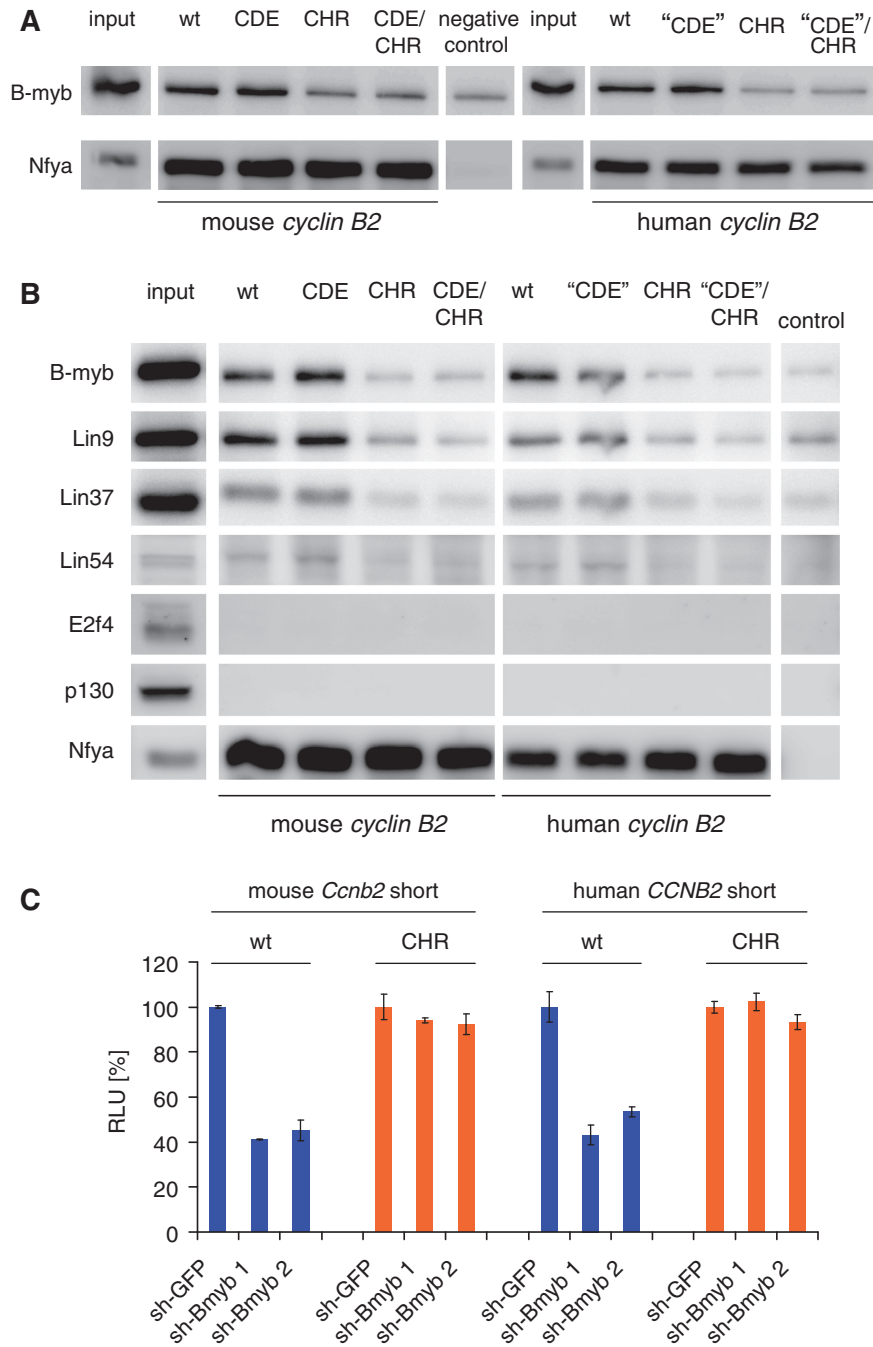 A
input wt CDE CHR CDE/ CHR negative control input wt “CDE” CHR “CDE”/ CHR
B-myb
Nfya
mouse cyclin B2 human cyclin B2
B
input wt CDE CHR CDE/ CHR wt “CDE” CHR “CDE”/ CHR control
B-myb
Lin9
Lin37
Lin54
E2f4
p130
Nfya
mouse cyclin B2 human cyclin B2
C
mouse Ccnb2 short human CCNB2 short
wt CHR wt CHR
RLU [%]
120
100
80
60
40
20
0
sh-GFP sh-Bmyb 1 sh-Bmyb 2 sh-GFP sh-Bmyb 1 sh-Bmyb 2 sh-GFP sh-Bmyb 1 sh-Bmyb 2 sh-GFP sh-Bmyb 1 sh-Bmyb 2